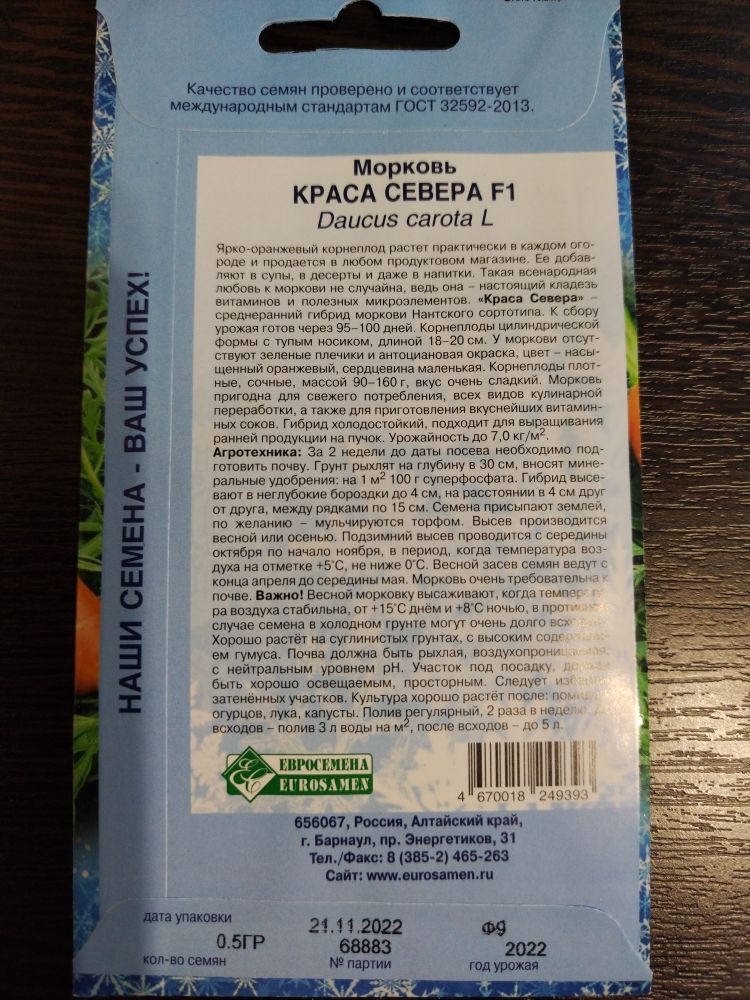 Качество семян проверено и соответствует
международным стандартам ГОСТ 32592-2013.
НАШИ СЕМЕНА - ВАШ УСПЕХ!
Морковь
КРАСА СЕВЕРА F1
Daucus carota L
Ярко-оранжевый корнеплод растет практически в каждом ого-
роде и продается в любом продуктовом магазине. Ее добав-
ляют в супы, в десерты и даже в напитки. Такая всенародная
любовь к моркови не случайна, ведь она – настоящий кладезь
витаминов и полезных микроэлементов. «Краса Севера» –
среднеранний гибрид моркови Нантского сортотипа. К сбору
урожая готов через 95–100 дней. Корнеплоды цилиндрической
формы с тупым носиком, длиной 18–20 см. У моркови отсут-
ствуют зеленые плечики и антоциановая окраска, цвет – насы-
щенный оранжевый, сердцевина маленькая. Корнеплоды плот-
ные, сочные, массой 90–160 г, вкус очень сладкий. Морковь
пригодна для свежего потребления, всех видов кулинарной
переработки, а также для приготовления вкуснейших витамин-
ных соков. Гибрид холодостойкий, подходит для выращивания
ранней продукции на пучок. Урожайность до 7,0 кг/м².
Агротехника: За 2 недели до даты посева необходимо под-
готовить почву. Грунт рыхлят на глубину в 30 см, вносят мине-
ральные удобрения: на 1 м² 100 г суперфосфата. Гибрид высе-
вают в неглубокие бороздки до 4 см, на расстоянии в 4 см друг
от друга, между рядками по 15 см. Семена присыпают землей,
по желанию – мульчируются торфом. Высев производится
весной или осенью. Подзимний высев проводится с середины
октября по начало ноября, в период, когда температура воз-
духа на отметке +5°С, не ниже 0°С. Весной засев семян ведут с
конца апреля до середины мая. Морковь очень требовательна к
почве. Важно! Весной морковку высаживают, когда температу-
ра воздуха стабильна, от +15°С днём и +8°С ночью, в противном
случае семена в холодном грунте могут очень долго
Хорошо растёт на суглинистых грунтах, с высоким содержани-
ем гумуса. Почва должна быть рыхлая, воздухопроницаемая,
с нейтральным уровнем рН. Участок под посадку, должен
быть хорошо освещаемым, просторным. Следует избегать
затенённых участков. Культура хорошо растёт после:
огурцов, лука, капусты. Полив регулярный, 2 раза в неделю, до
всходов – полив 3 л воды на м², после всходов – до 5 л.
ЕВРОСЕМЕНА
EUROSAMEN
4 670018 249393
656067, Россия, Алтайский край,
г. Барнаул, пр. Энергетиков, 31
Тел./Факс: 8 (385-2) 465-263
Сайт: www.eurosamen.ru
дата упаковки 21.11.2022 Ф9
0.5ГР 68883 2022
кол-во семян № партии год урожая